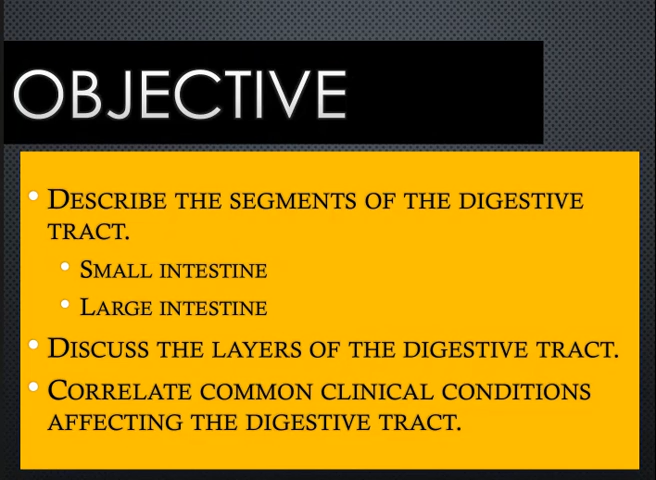 OBJECTIVE
• DESCRIBE THE SEGMENTS OF THE DIGESTIVE
TRACT.
• SMALL INTESTINE
• LARGE INTESTINE
• DISCUSS THE LAYERS OF THE DIGESTIVE TRACT.
• CORRELATE COMMON CLINICAL CONDITIONS
AFFECTING THE DIGESTIVE TRACT.